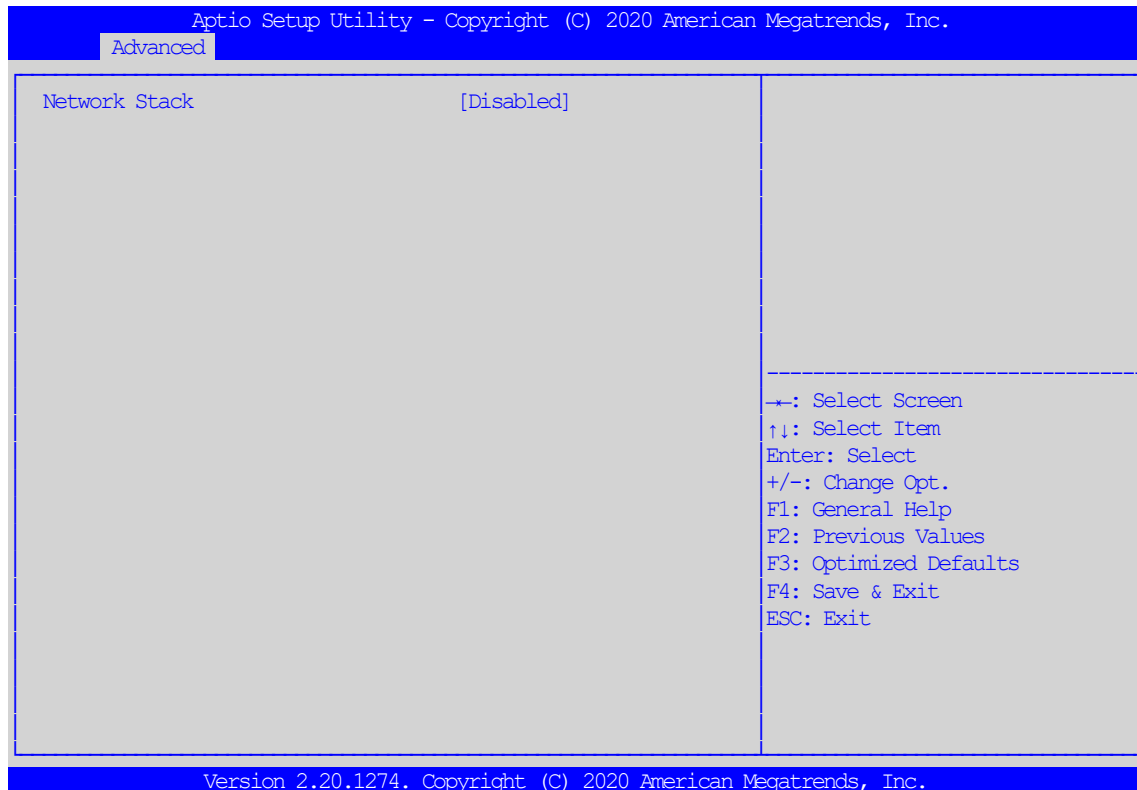 Aptio Setup Utility - Copyright (C) 2020 American Megatrends, Inc.
Advanced
Network Stack [Disabled]
→←: Select Screen
↑↓: Select Item
Enter: Select
+/-: Change Opt.
F1: General Help
F2: Previous Values
F3: Optimized Defaults
F4: Save & Exit
ESC: Exit
Version 2.20.1274. Copyright (C) 2020 American Megatrends, Inc.